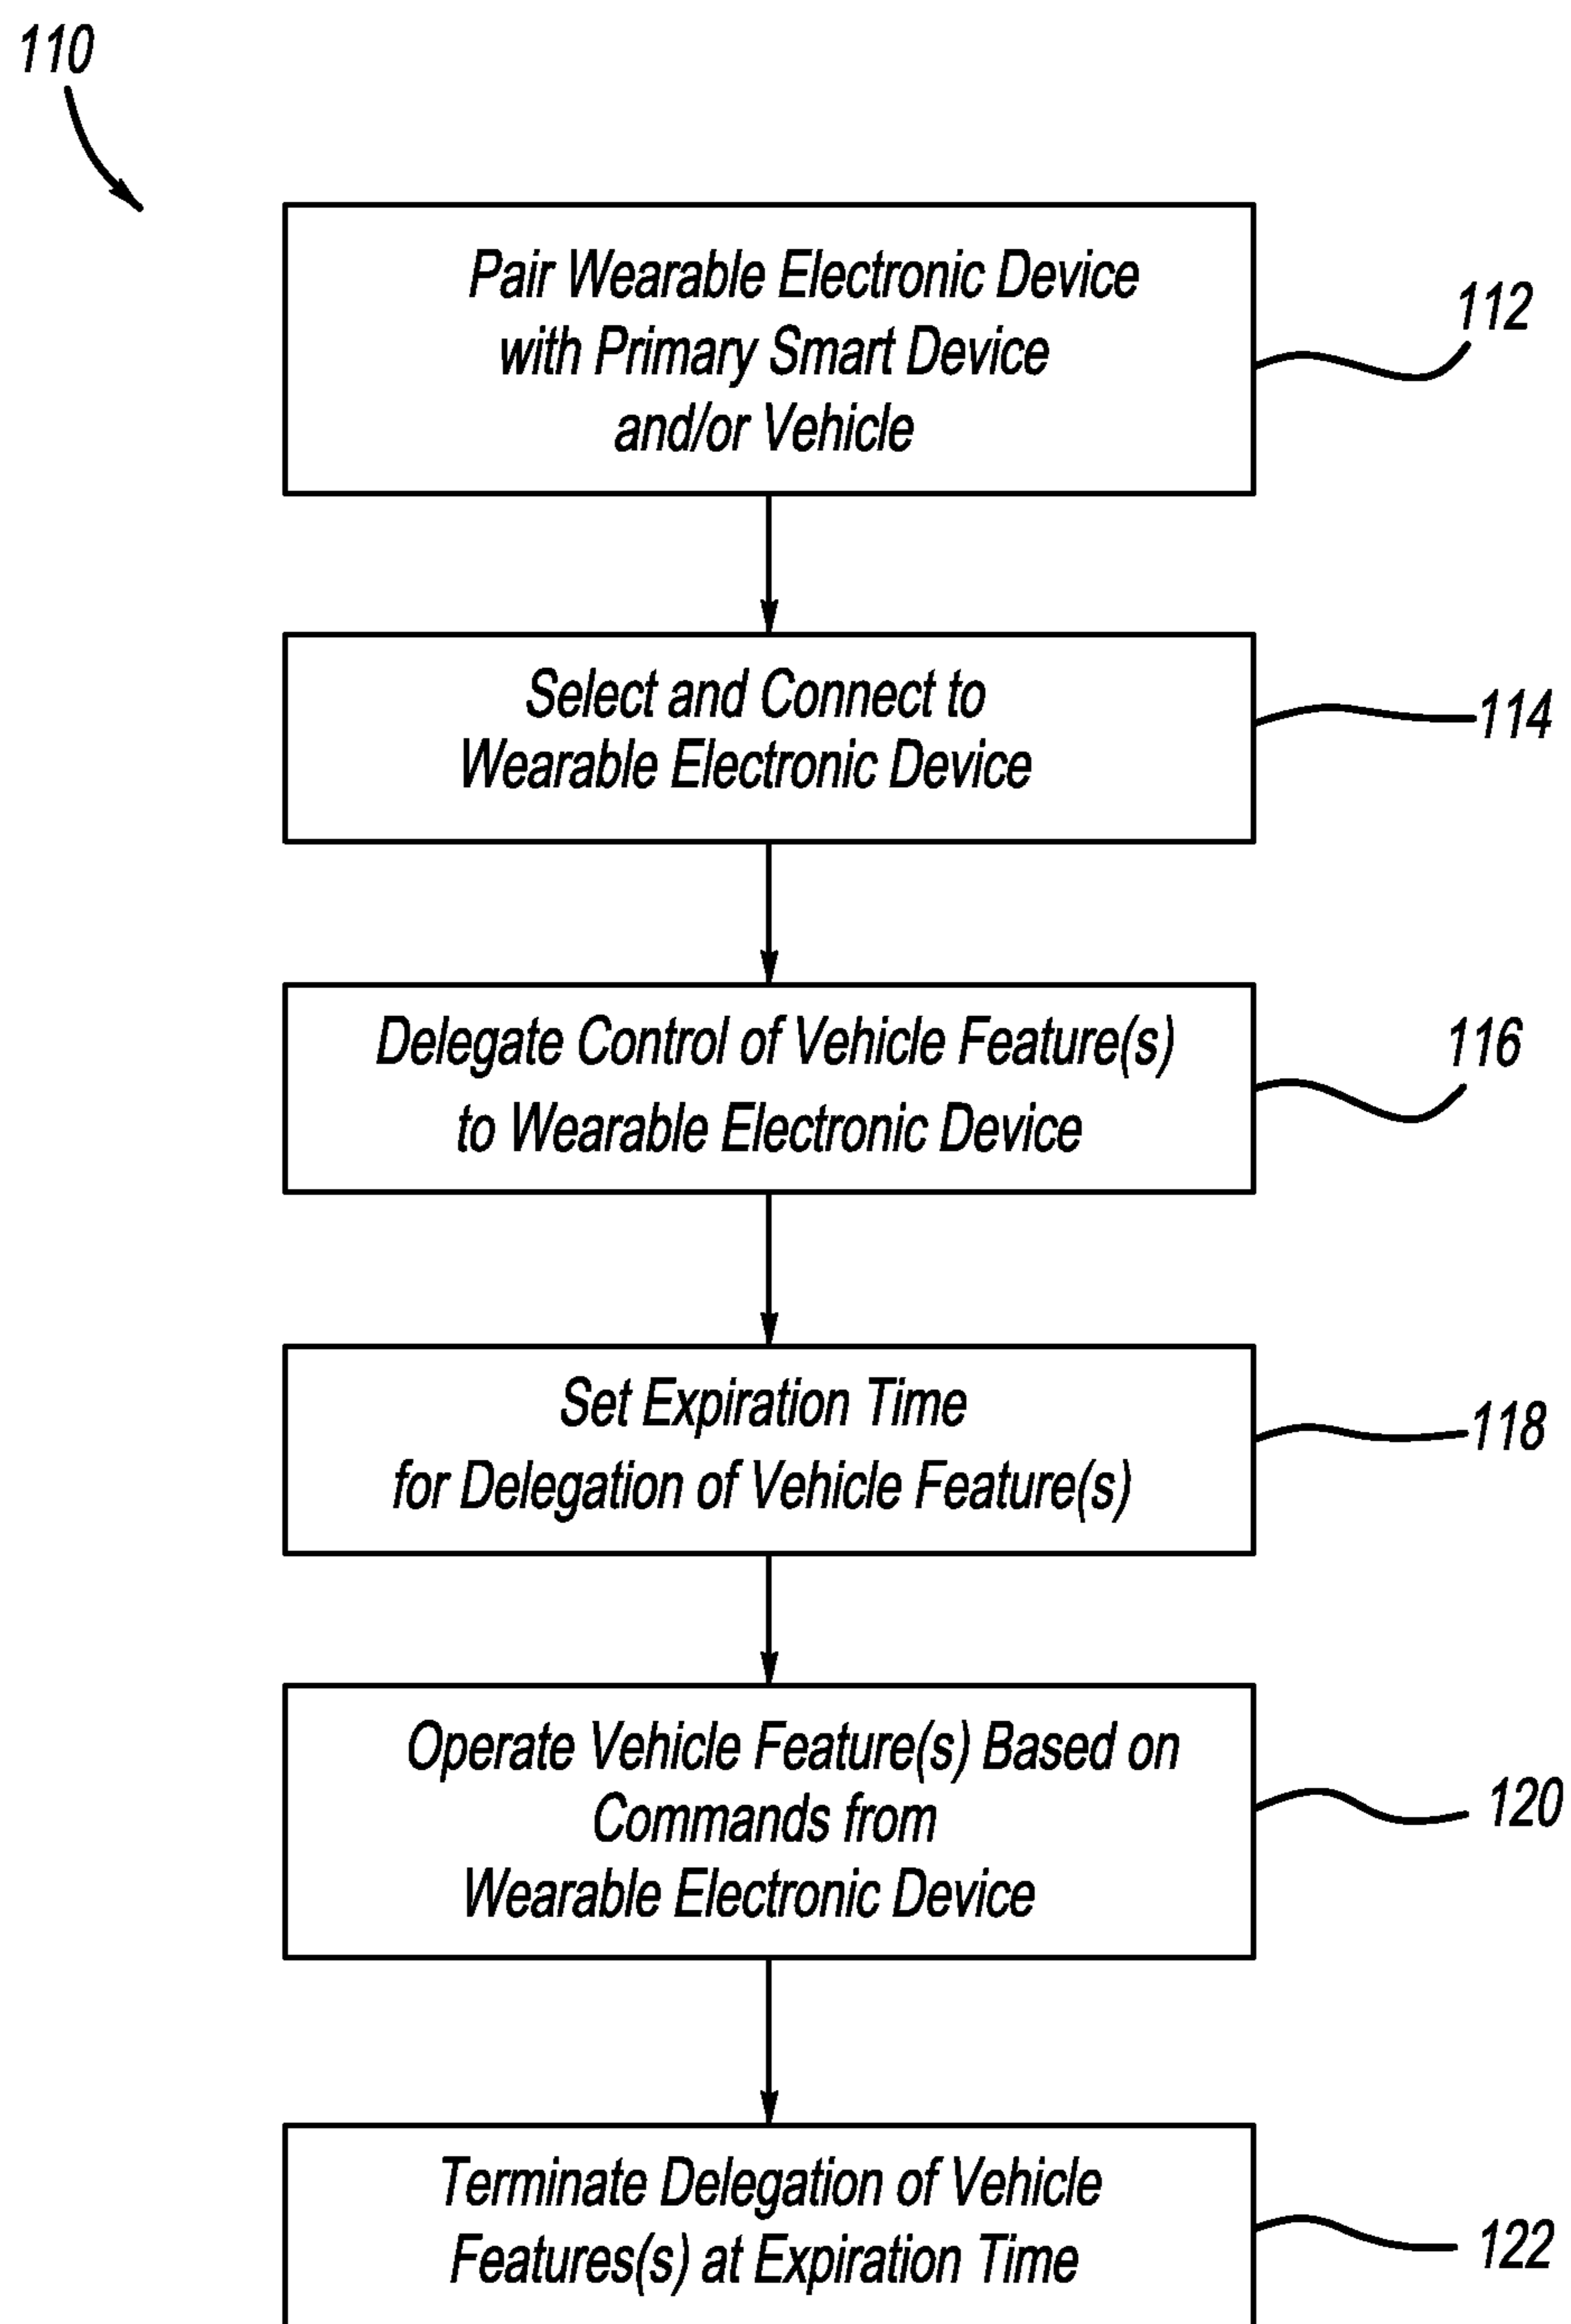 110
Pair Wearable Electronic Device
with Primary Smart Device
and/or Vehicle
112
Select and Connect to
Wearable Electronic Device
114
Delegate Control of Vehicle Feature(s)
to Wearable Electronic Device
116
Set Expiration Time
for Delegation of Vehicle Feature(s)
118
Operate Vehicle Feature(s) Based on
Commands from
Wearable Electronic Device
120
Terminate Delegation of Vehicle
Features(s) at Expiration Time
122